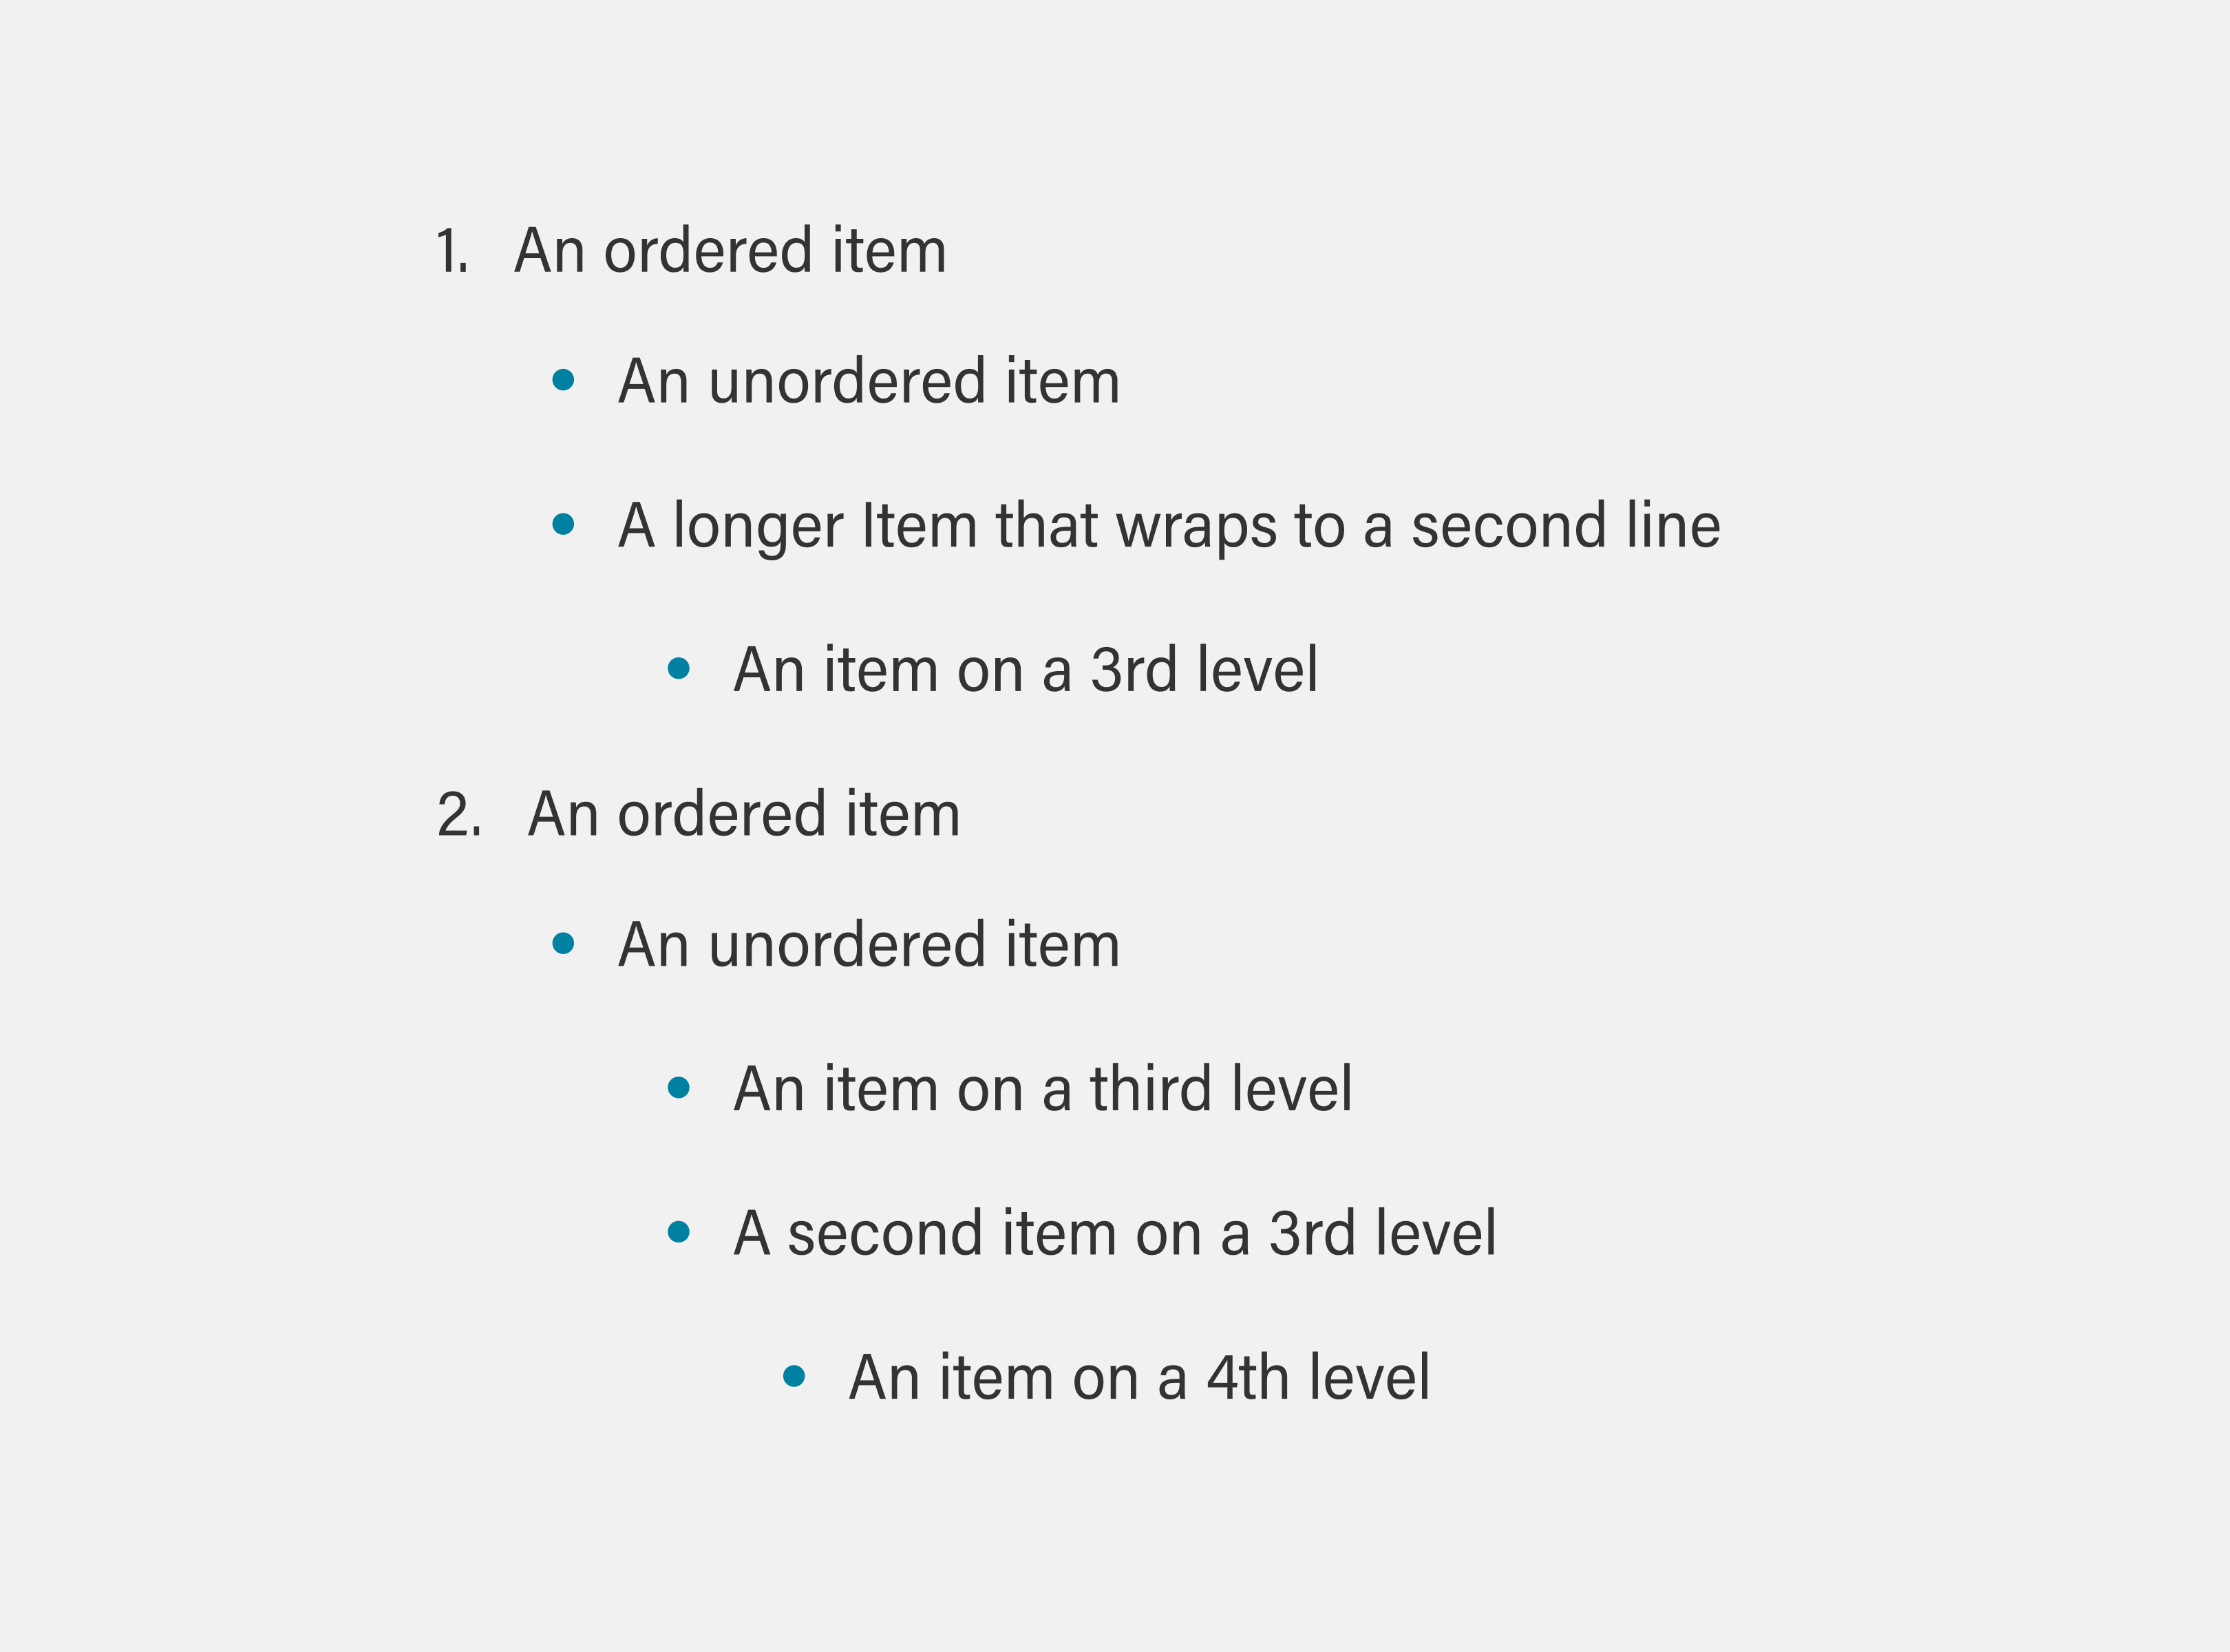 1. An ordered item
• An unordered item
• A longer Item that wraps to a second line
• An item on a 3rd level
2. An ordered item
• An unordered item
• An item on a third level
• A second item on a 3rd level
• An item on a 4th level